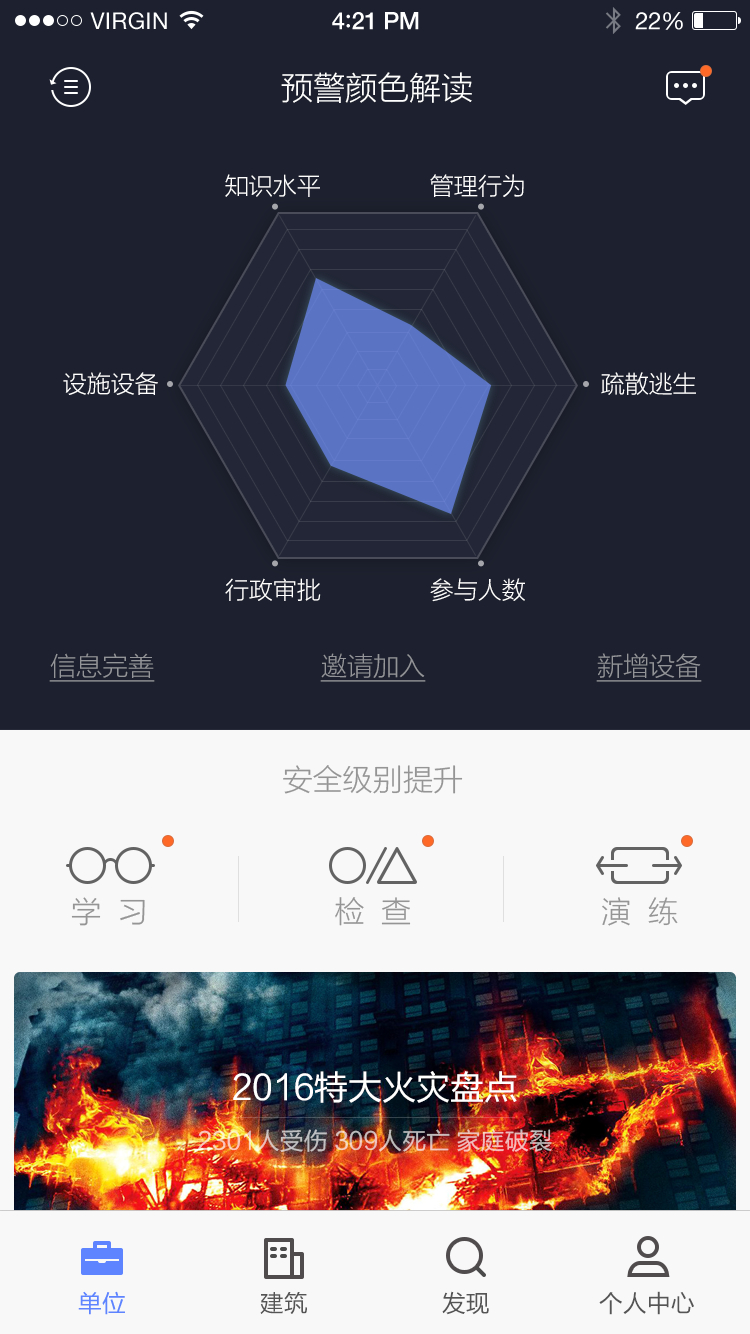 VIRGIN 4:21 PM 22%
预警颜色解读
知识水平 管理行为
设施设备 疏散逃生
行政审批 参与人数
信息完善 邀请加入 新增设备
安全级别提升
学习 检查 演练
2016特大火灾盘点
2301人受伤 309人死亡 家庭破裂
单位 建筑 发现 个人中心